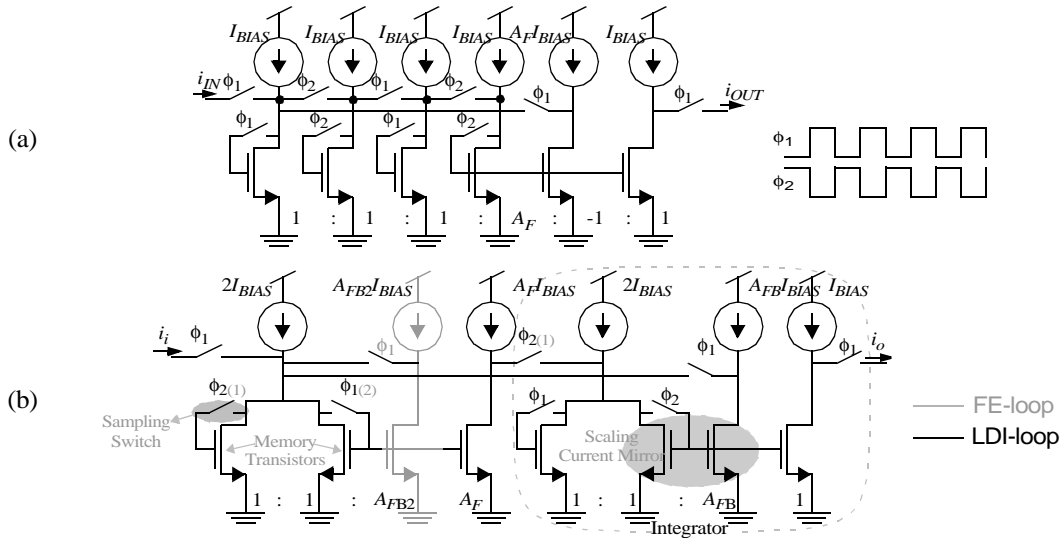 I_BIAS I_BIAS I_BIAS I_BIAS A_F I_BIAS I_BIAS
i_IN ϕ1 ϕ2 ϕ1 ϕ2 ϕ1 ϕ1 i_OUT
(a) ϕ1 ϕ2 ϕ1 ϕ2 ϕ1
ϕ2
1 : 1 : 1 : A_F : -1 : 1
2I_BIAS A_FB2 I_BIAS A_F I_BIAS 2I_BIAS A_FB I_BIAS I_BIAS
i_i ϕ1 ϕ1 ϕ2(1) ϕ1 ϕ1 i_o
(b) ϕ2(1) ϕ1(2) ϕ1 ϕ2
FE-loop
LDI-loop
Sampling
Switch
Memory
Transistors
Scaling
Current Mirror
1 : 1 : A_FB2 A_F 1 : 1 : A_FB 1
Integrator